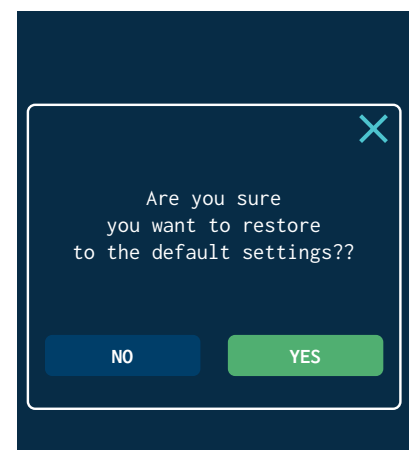 Are you sure
you want to restore
to the default settings??
NO YES